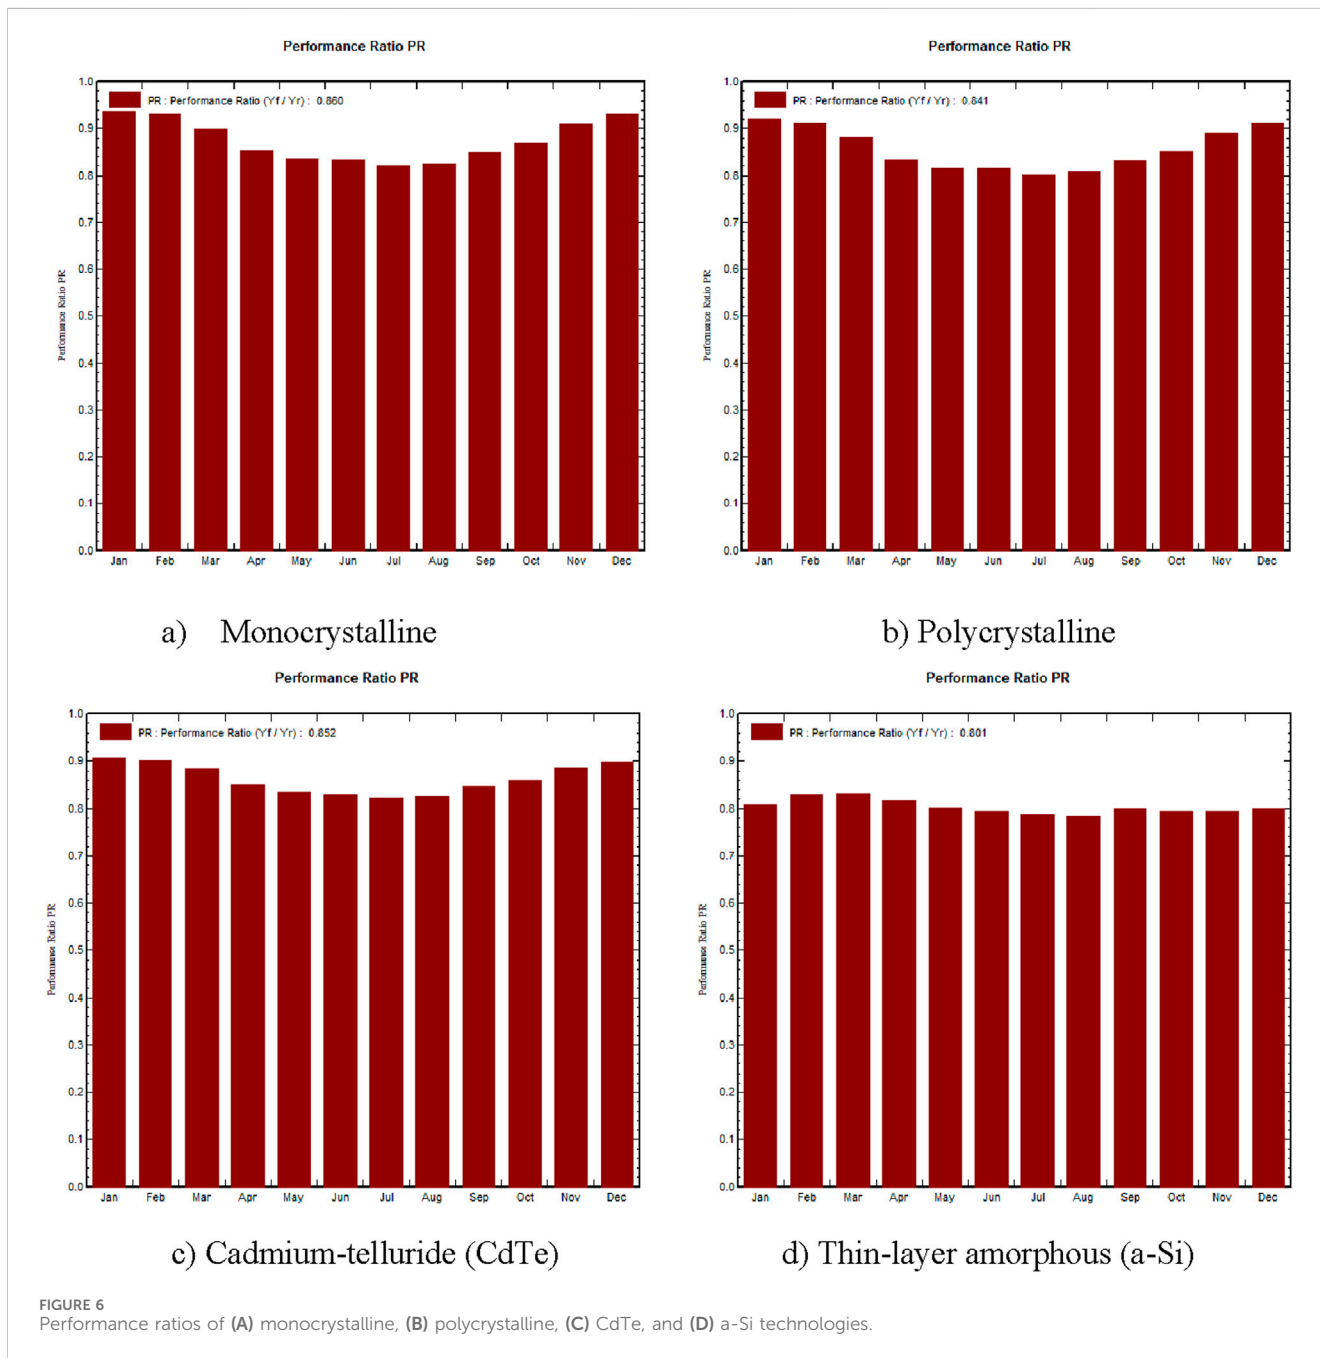 Performance Ratio PR
PR : Performance Ratio (Yf / Yr) : 0.860
1.0
0.9
0.8
0.7
0.6
0.5
0.4
0.3
0.2
0.1
0.0
Performance Ratio PR
Jan Feb Mar Apr May Jun Jul Aug Sep Oct Nov Dec
a) Monocrystalline
Performance Ratio PR
PR : Performance Ratio (Yf / Yr) : 0.841
1.0
0.9
0.8
0.7
0.6
0.5
0.4
0.3
0.2
0.1
0.0
Performance Ratio PR
Jan Feb Mar Apr May Jun Jul Aug Sep Oct Nov Dec
b) Polycrystalline
Performance Ratio PR
PR : Performance Ratio (Yf / Yr) : 0.852
1.0
0.9
0.8
0.7
0.6
0.5
0.4
0.3
0.2
0.1
0.0
Performance Ratio PR
Jan Feb Mar Apr May Jun Jul Aug Sep Oct Nov Dec
c) Cadmium-telluride (CdTe)
Performance Ratio PR
PR : Performance Ratio (Yf / Yr) : 0.801
1.0
0.9
0.8
0.7
0.6
0.5
0.4
0.3
0.2
0.1
0.0
Performance Ratio PR
Jan Feb Mar Apr May Jun Jul Aug Sep Oct Nov Dec
d) Thin-layer amorphous (a-Si)
FIGURE 6
Performance ratios of (A) monocrystalline, (B) polycrystalline, (C) CdTe, and (D) a-Si technologies.